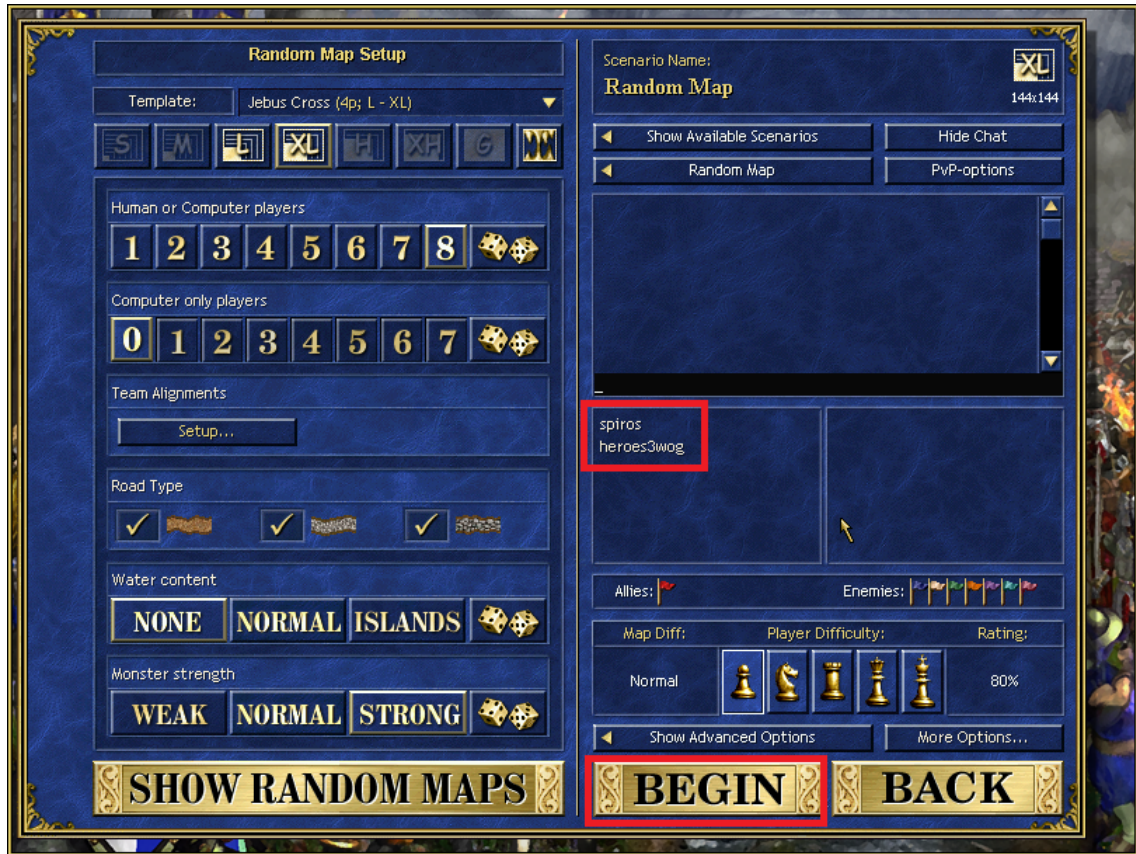 Random Map Setup
Template: Jebus Cross (4p; L - XL)
S M L XL H XH G
Human or Computer players
1 2 3 4 5 6 7 8
Computer only players
0 1 2 3 4 5 6 7
Team Alignments
Setup...
Road Type
Water content
NONE NORMAL ISLANDS
Monster strength
WEAK NORMAL STRONG
SHOW RANDOM MAPS
Scenario Name:
Random Map
XL
144x144
Show Available Scenarios Hide Chat
Random Map PvP-options
_
spiros
heroes3wog
Allies: Enemies:
Map Diff: Player Difficulty: Rating:
Normal 80%
Show Advanced Options More Options...
BEGIN BACK